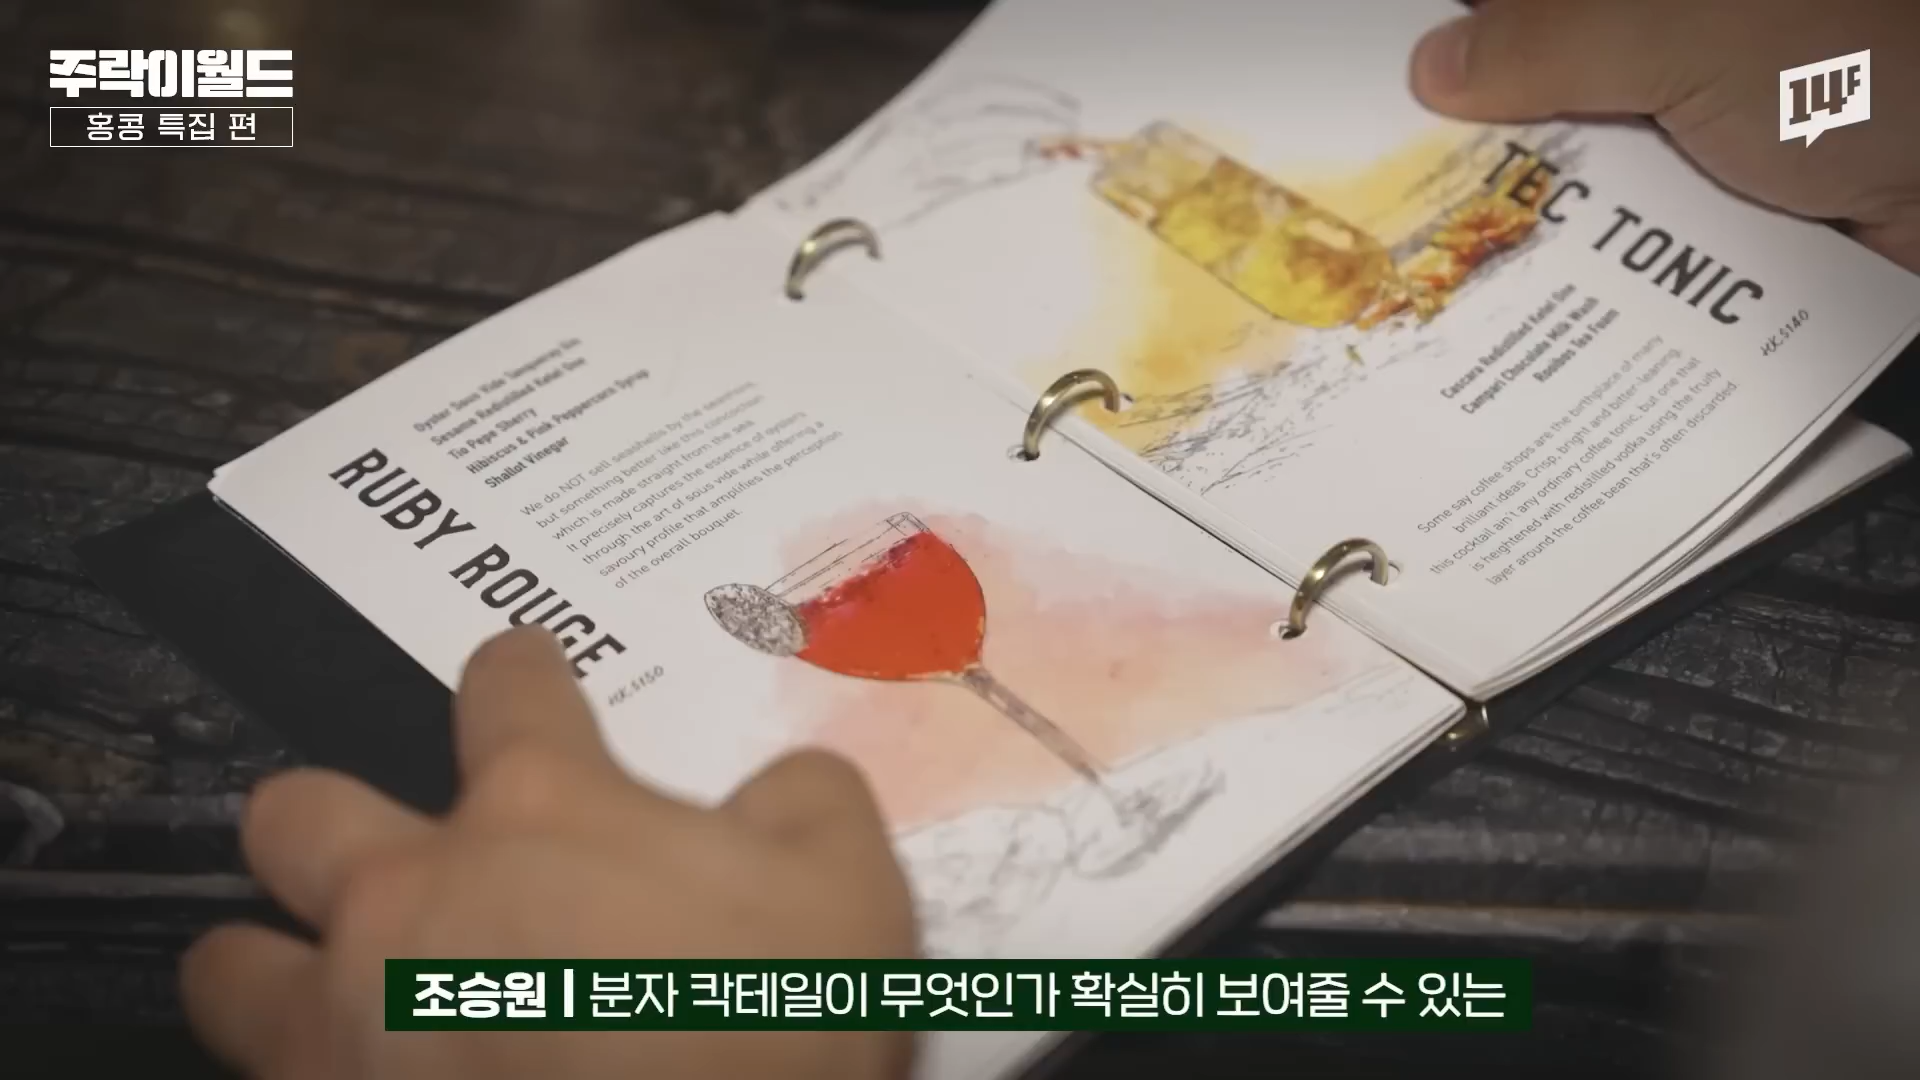 주락이월드
홍콩 특집 편
14F
TEC TONIC
HK$140
Cascara Redistilled Ketel One
Campari Chocolate Milk Wash
Rooibos Tea Foam
Some say coffee shops are the birthplace of many
brilliant ideas. Crisp, bright and bitter-leaning,
this cocktail ain't any ordinary coffee tonic, but one that
is heightened with redistilled vodka using the fruity
layer around the coffee bean that's often discarded.
Oyster Sous Vide Tanqueray Gin
Sesame Redistilled Ketel One
Tio Pepe Sherry
Hibiscus & Pink Peppercorn Syrup
Shallot Vinegar
RUBY ROUGE
HK$150
We do NOT sell seashells by the seashore,
but something better like this concoction
which is made straight from the sea.
It precisely captures the essence of oysters
through the art of sous vide while offering a
savoury profile that amplifies the perception
of the overall bouquet.
조승원 | 분자 칵테일이 무엇인가 확실히 보여줄 수 있는